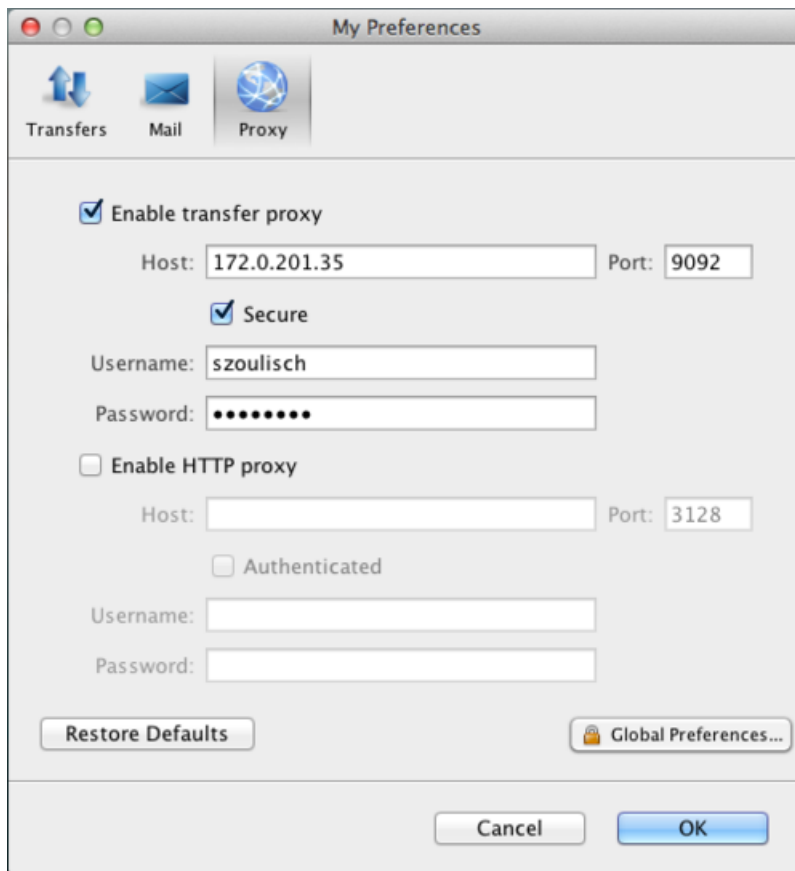 My Preferences
Transfers Mail Proxy
Enable transfer proxy
Host: 172.0.201.35 Port: 9092
Secure
Username: szoulisch
Password: ••••••••
Enable HTTP proxy
Host: Port: 3128
Authenticated
Username:
Password:
Restore Defaults Global Preferences...
Cancel OK